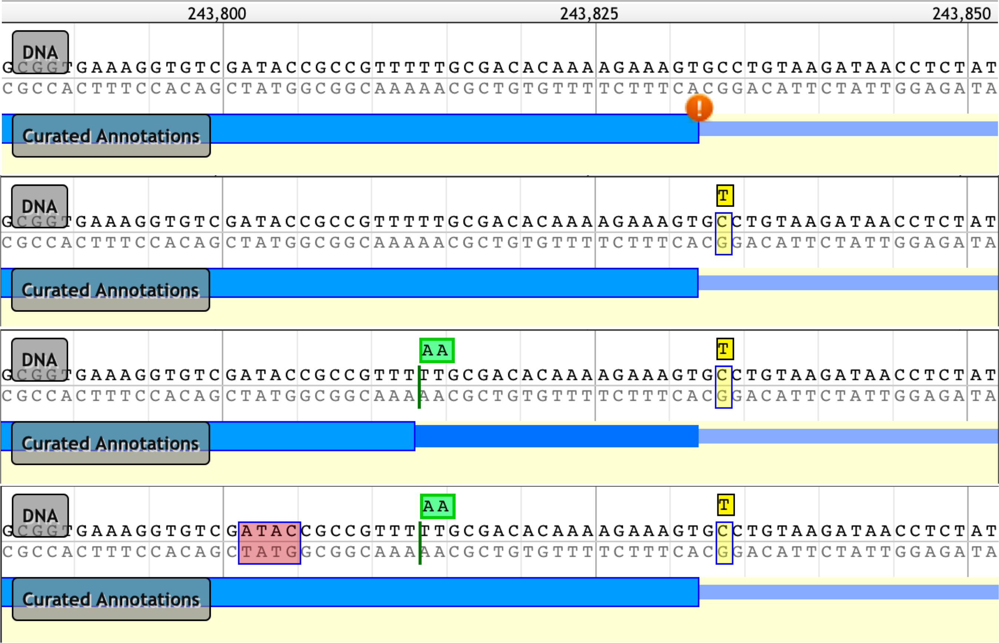 243,800 243,825 243,850
DNA
GCGGTGAAAGGTGTCGATACCGCCGTTTTTGCGACACAAAAGAAAGTGCCTGTAAGATAACCTCTAT
CGCCACTTTCCACAGCTATGGCGGCAAAAACGCTGTGTTTTCTTTCACGGACATTCTATTGGAGATA
!
Curated Annotations
T
DNA
GCGGTGAAAGGTGTCGATACCGCCGTTTTTGCGACACAAAAGAAAGTGCCTGTAAGATAACCTCTAT
CGCCACTTTCCACAGCTATGGCGGCAAAAACGCTGTGTTTTCTTTCACGGACATTCTATTGGAGATA
Curated Annotations
AA T
DNA
GCGGTGAAAGGTGTCGATACCGCCGTTTTTGCGACACAAAAGAAAGTGCCTGTAAGATAACCTCTAT
CGCCACTTTCCACAGCTATGGCGGCAAAAACGCTGTGTTTTCTTTCACGGACATTCTATTGGAGATA
Curated Annotations
AA T
DNA
GCGGTGAAAGGTGTCGATACCGCCGTTTTTGCGACACAAAAGAAAGTGCCTGTAAGATAACCTCTAT
CGCCACTTTCCACAGCTATGGCGGCAAAAACGCTGTGTTTTCTTTCACGGACATTCTATTGGAGATA
Curated Annotations